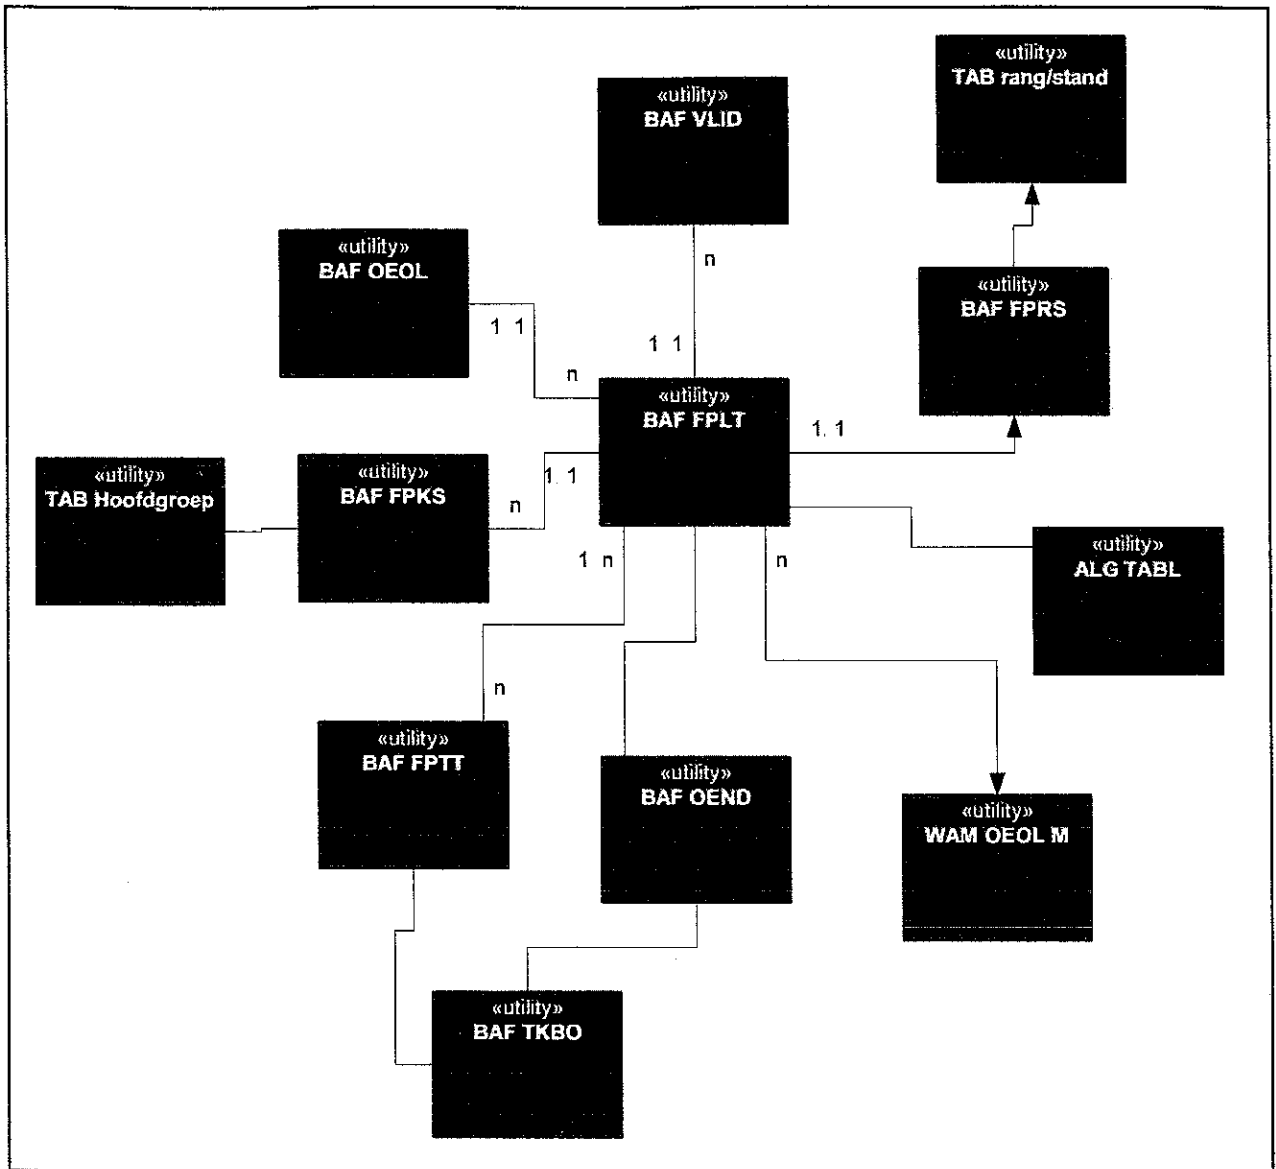 «utility»
TAB rang/stand
«utility»
BAF VLID
«utility»
BAF OEOL
n
«utility»
BAF FPRS
1 1
1 1
n
«utility»
BAF FPLT
1. 1
«utility»
TAB Hoofdgroep
«utility»
BAF FPKS
1. 1
n
1 n
n
«utility»
ALG TABL
n
«utility»
BAF FPTT
«utility»
BAF OEND
«utility»
WAM OEOL M
«utility»
BAF TKBO